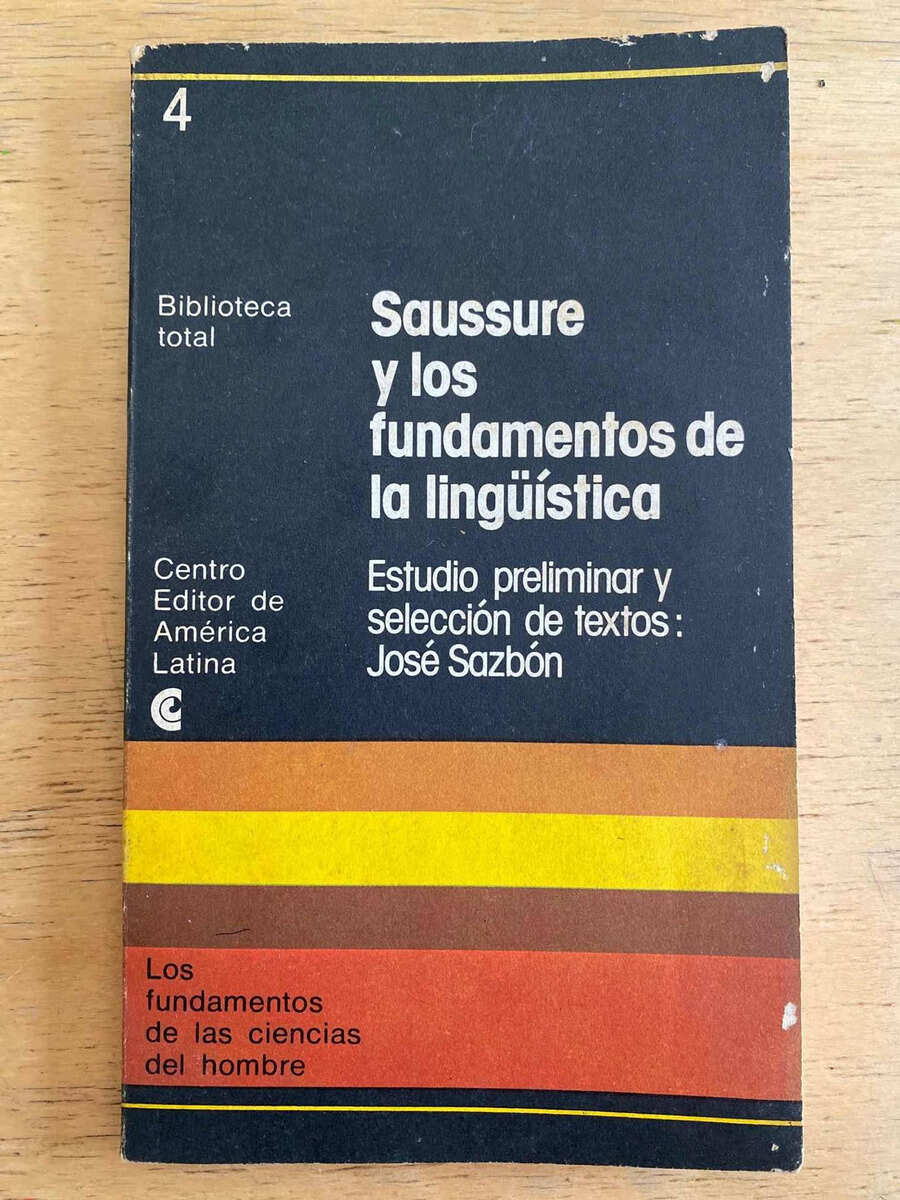 4
Biblioteca
total
Saussure
y los
fundamentos de
la lingüística
Centro
Editor de
América
Latina
Estudio preliminar y
selección de textos:
José Sazbón
Los
fundamentos
de las ciencias
del hombre